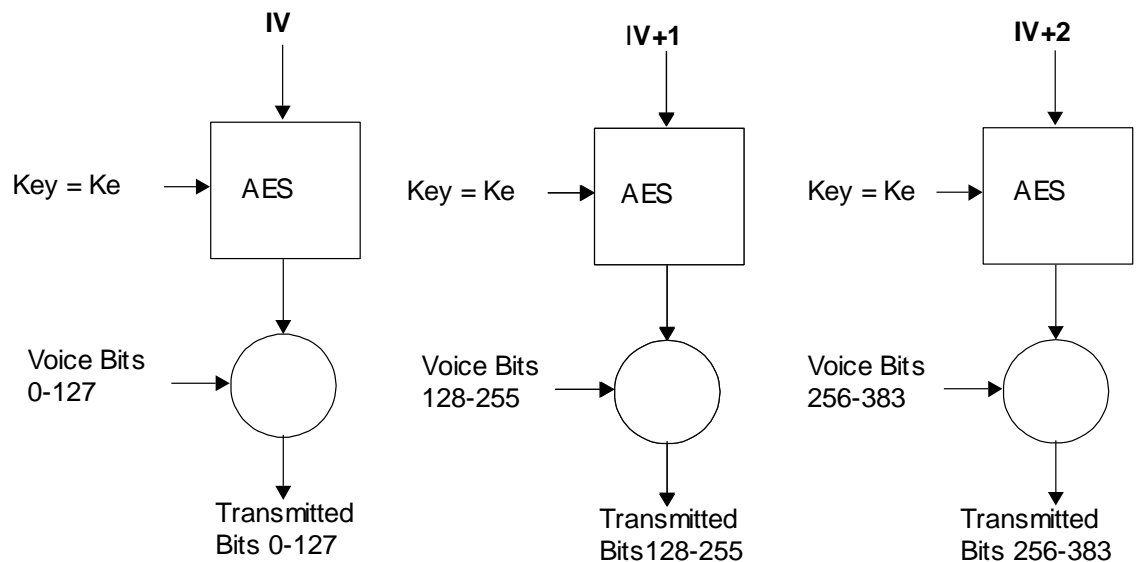 IV
IV+1
IV+2
Key = Ke
AES
Key = Ke
AES
Key = Ke
AES
Voice Bits
0-127
Voice Bits
128-255
Voice Bits
256-383
Transmitted
Bits 0-127
Transmitted
Bits128-255
Transmitted
Bits 256-383